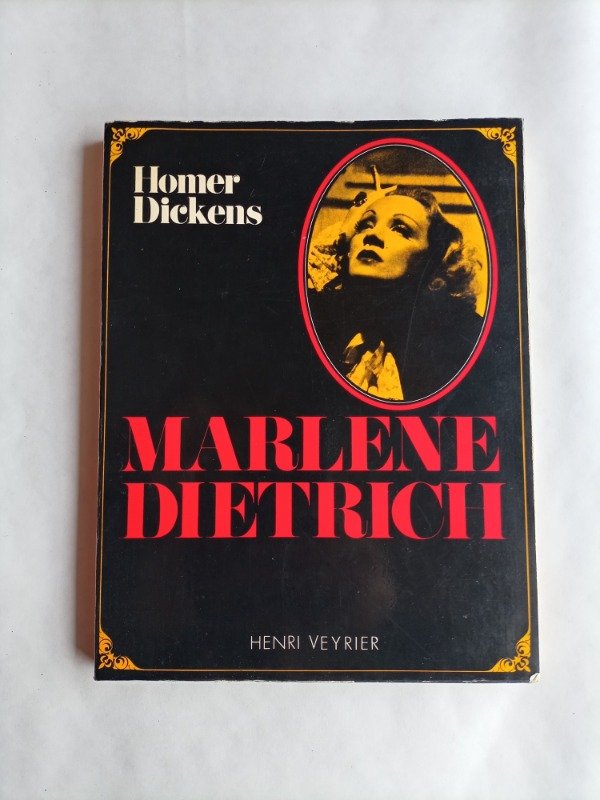 Homer
Dickens
MARLENE
DIETRICH
HENRI VEYRIER